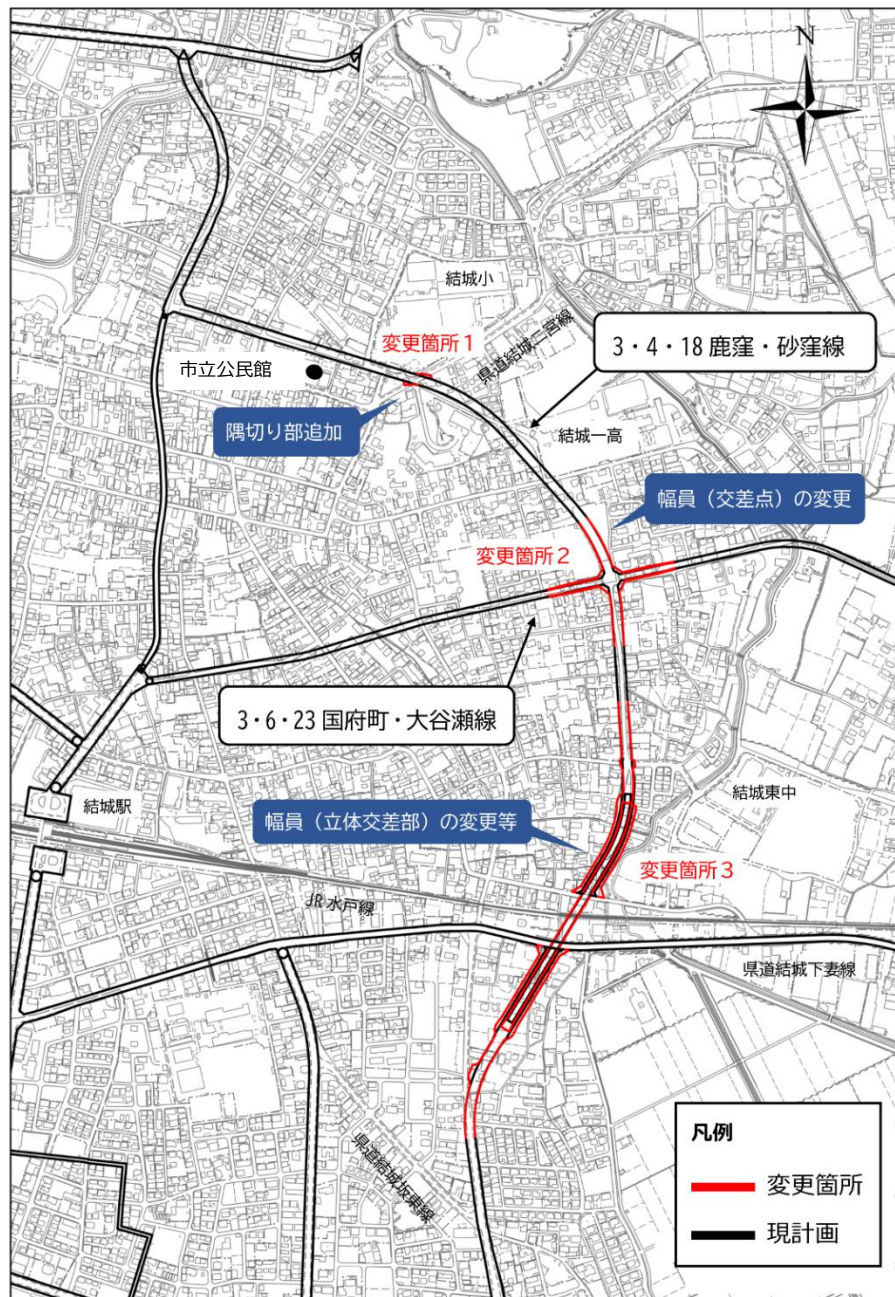 N
結城小
変更箇所1
県道結城一宮線
3・4・18 鹿窪・砂窪線
市立公民館
隅切り部追加
結城一高
幅員（交差点）の変更
変更箇所2
3・6・23 国府町・大谷瀬線
結城駅
幅員（立体交差部）の変更等
結城東中
変更箇所3
JR 水戸線
県道結城下妻線
県道結城坂東線
凡例
変更箇所
現計画